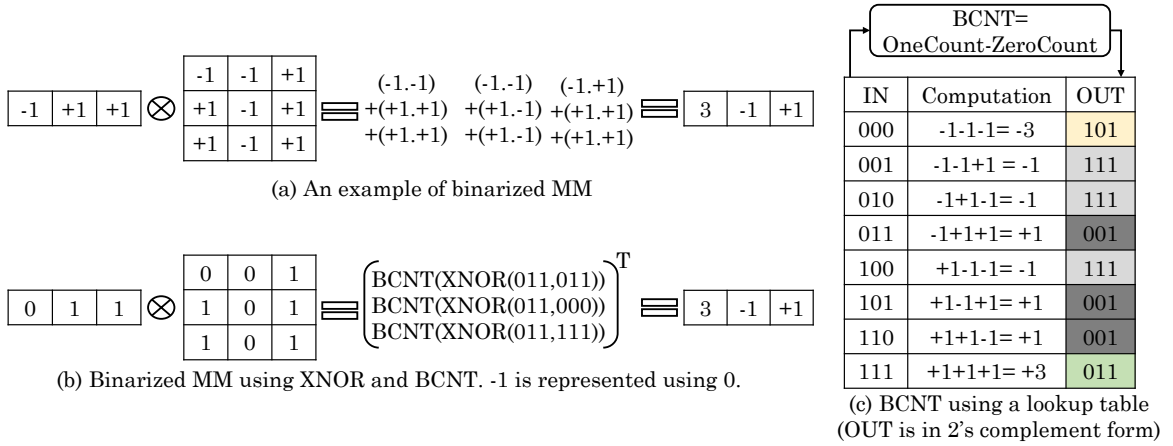 -1 +1 +1
-1 -1 +1
+1 -1 +1
+1 -1 +1
(-1.-1) (-1.-1) (-1.+1)
+(+1.+1) +(+1.-1) +(+1.+1)
+(+1.+1) +(+1.-1) +(+1.+1)
3 -1 +1
(a) An example of binarized MM
0 1 1
0 0 1
1 0 1
1 0 1
BCNT(XNOR(011,011))
BCNT(XNOR(011,000))
BCNT(XNOR(011,111))
T
3 -1 +1
(b) Binarized MM using XNOR and BCNT. -1 is represented using 0.
BCNT=
OneCount-ZeroCount
IN Computation OUT
000 -1-1-1= -3 101
001 -1-1+1 = -1 111
010 -1+1-1= -1 111
011 -1+1+1= +1 001
100 +1-1-1= -1 111
101 +1-1+1= +1 001
110 +1+1-1= +1 001
111 +1+1+1= +3 011
(c) BCNT using a lookup table
(OUT is in 2's complement form)